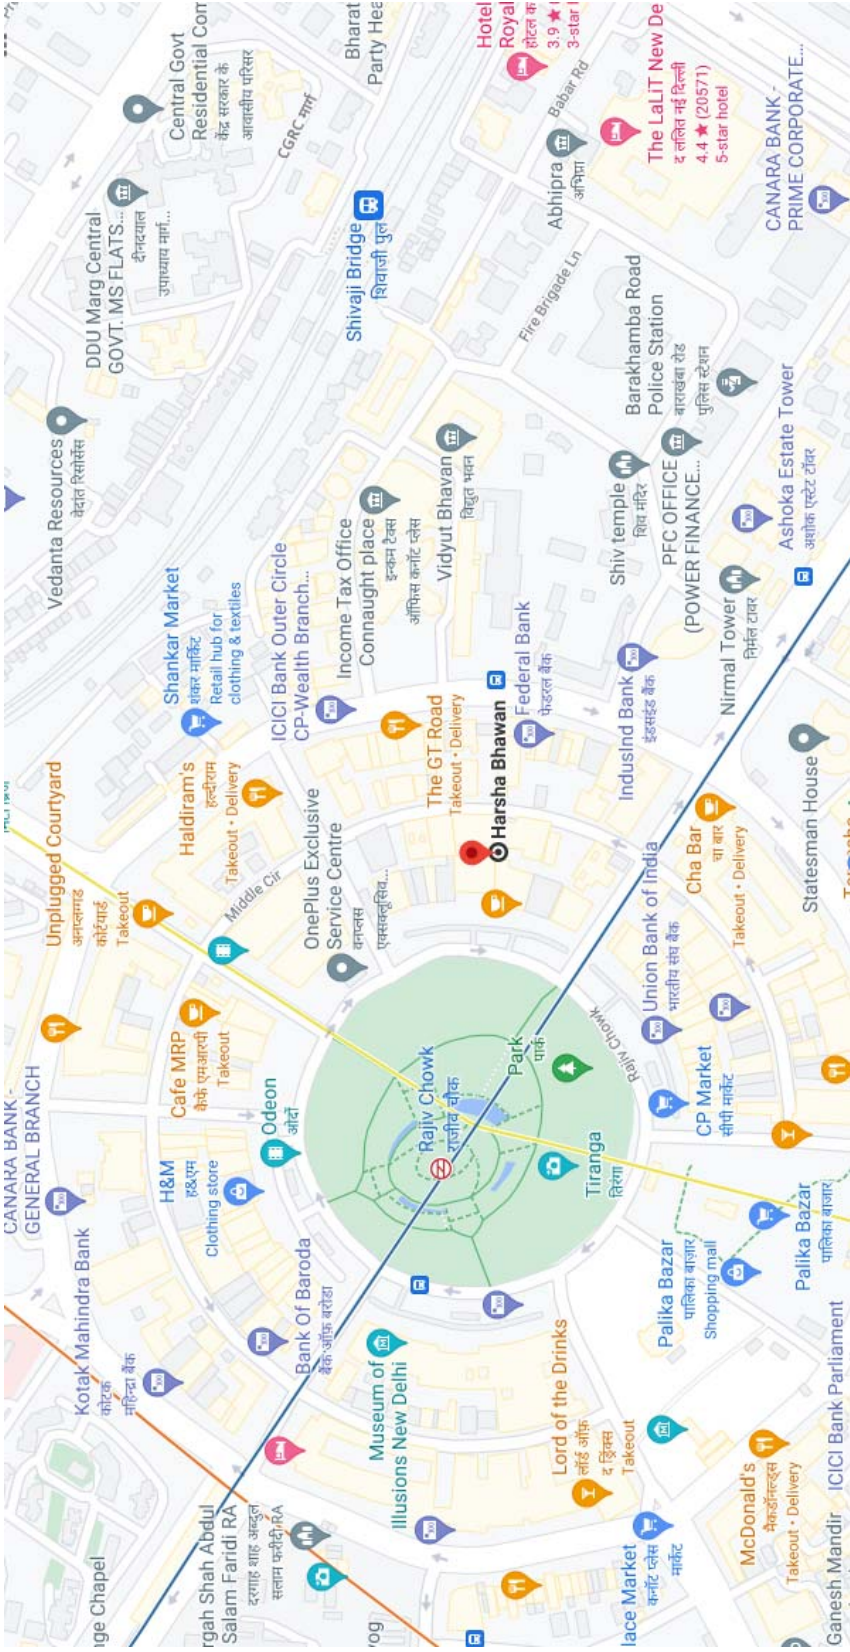 Central Govt
Residential Com
केंद्र सरकार के
आवासीय परिसर
DDU Marg Central
GOVT. MS FLATS...
दीनदयाल
उपाध्याय मार्ग...
CGRC मार्ग
Bharat
Party Hea
Hotel
Royal
होटल
3.9 ★
3-star
Babar Rd
The LaLiT New De
द ललित नई दिल्ली
4.4 ★ (20571)
5-star hotel
CANARA BANK -
PRIME CORPORATE...
Abhipra
अभिप्रा
Shivaji Bridge
शिवाजी पुल
Fire Brigade Ln
Barakhamba Road
Police Station
बाराखंबा रोड
पुलिस स्टेशन
Vedanta Resources
वेदांत रिसोर्सेस
Shankar Market
शंकर मार्किट
Retail hub for
clothing & textiles
ICICI Bank Outer Circle
CP-Wealth Branch...
Income Tax Office
Connaught place
इन्कम टैक्स
ऑफिस कनॉट प्लेस
Vidyut Bhavan
विद्युत भवन
Shiv temple
शिव मंदिर
PFC OFFICE
(POWER FINANCE...
Ashoka Estate Tower
अशोक एस्टेट टॉवर
Nirmal Tower
निर्मल टावर
Federal Bank
फेडरल बैंक
IndusInd Bank
इंडसइंड बैंक
The GT Road
Takeout • Delivery
Harsha Bhawan
Unplugged Courtyard
अनप्लगड
कोर्टयार्ड
Takeout
Haldiram's
हल्दीराम
Takeout • Delivery
Middle Cir
OnePlus Exclusive
Service Centre
वनप्लस
एक्सक्लूसिव...
Union Bank of India
भारतीय संघ बैंक
Cha Bar
चा बार
Takeout • Delivery
Statesman House
CANARA BANK -
GENERAL BRANCH
Cafe MRP
कैफे एमआरपी
Takeout
Odeon
ओदों
H&M
ह&एम
Clothing store
Rajiv Chowk
राजीव चौक
Park
पार्क
Rajiv Chowk
CP Market
सीपी मार्केट
Tiranga
तिरंगा
Kotak Mahindra Bank
कोटक
महिन्द्रा बैंक
Bank Of Baroda
बैंक ऑफ़ बरोडा
Palika Bazar
पालिका बाज़ार
Shopping mall
Palika Bazar
पालिका बाजार
Museum of
Illusions New Delhi
Lord of the Drinks
लॉर्ड ऑफ़
द ड्रिंक्स
Takeout
McDonald's
मैकडॉनल्ड्स
Takeout • Delivery
ICICI Bank Parliament
nge Chapel
rgah Shah Abdul
Salam Faridi RA
दरगाह शाह अब्दुल
सलाम फरीदी RA
lace Market
कनॉट प्लेस
मार्केट
Ganesh Mandir